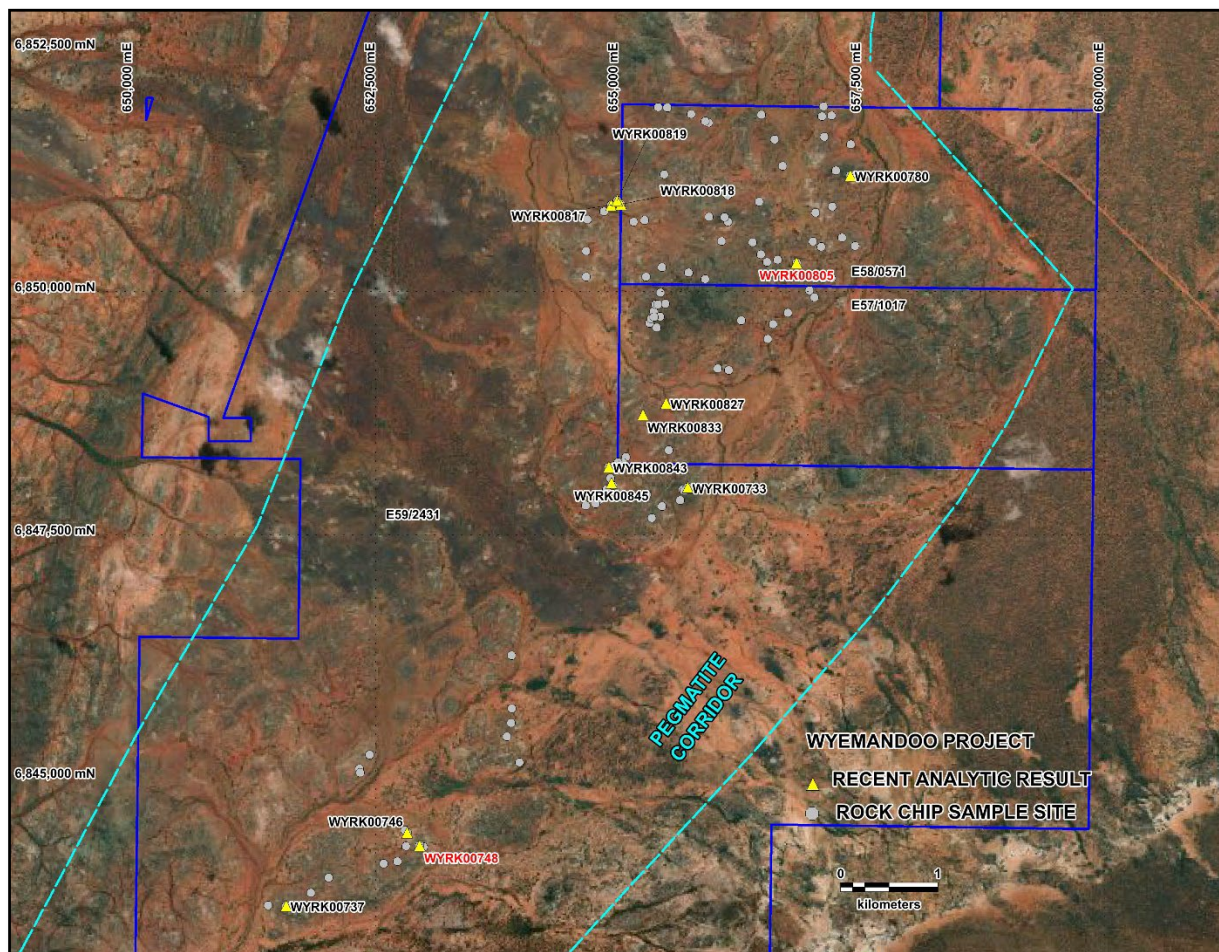 6,852,500 mN
650,000 mE
652,500 mE
655,000 mE
657,500 mE
660,000 mE
WYRK00819
WYRK00780
WYRK00818
WYRK00817
WYRK00805
E58/0571
6,850,000 mN
E57/1017
WYRK00827
WYRK00833
WYRK00843
WYRK00845
WYRK00733
E59/2431
6,847,500 mN
PEGMATITE
CORRIDOR
WYEMANDOO PROJECT
6,845,000 mN
RECENT ANALYTIC RESULT
ROCK CHIP SAMPLE SITE
WYRK00746
WYRK00748
0 1
kilometers
WYRK00737